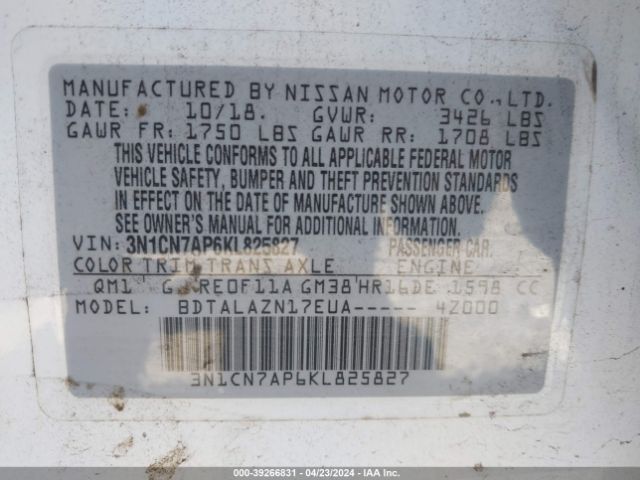 MANUFACTURED BY NISSAN MOTOR CO., LTD.
DATE: 10/18. GVWR: 3426 LBS
GAWR FR: 1750 LBS GAWR RR: 1708 LBS
THIS VEHICLE CONFORMS TO ALL APPLICABLE FEDERAL MOTOR
VEHICLE SAFETY, BUMPER AND THEFT PREVENTION STANDARDS
IN EFFECT ON THE DATE OF MANUFACTURE SHOWN ABOVE.
SEE OWNER'S MANUAL FOR ADDITIONAL INFORMATION.
VIN: 3N1CN7AP6KL825827 PASSENGER CAR.
COLOR TRIM TRANS AXLE ENGINE
QM1 G RE0F11A GM38 HR16DE 1598 CC
MODEL: BDTALAZN17EUA----- 4Z000
3N1CN7AP6KL825827
000-39266831 - 04/23/2024 - IAA Inc.